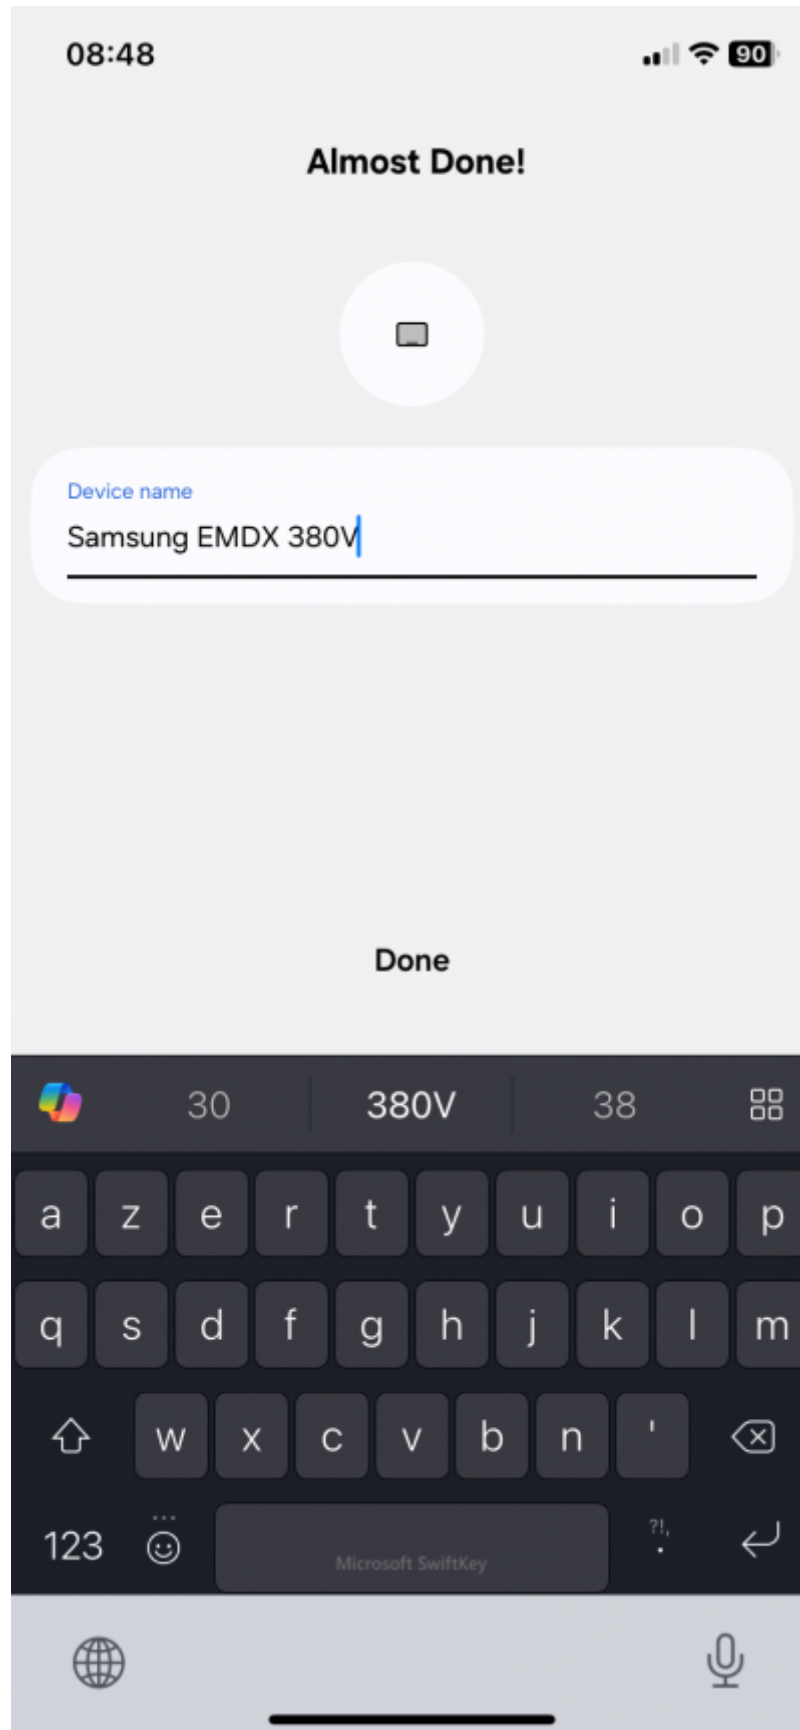 08:48 90
Almost Done!
Device name
Samsung EMDX 380V
Done
30 380V 38
a z e r t y u i o p
q s d f g h j k l m
w x c v b n '
123 ?!, .
Microsoft SwiftKey